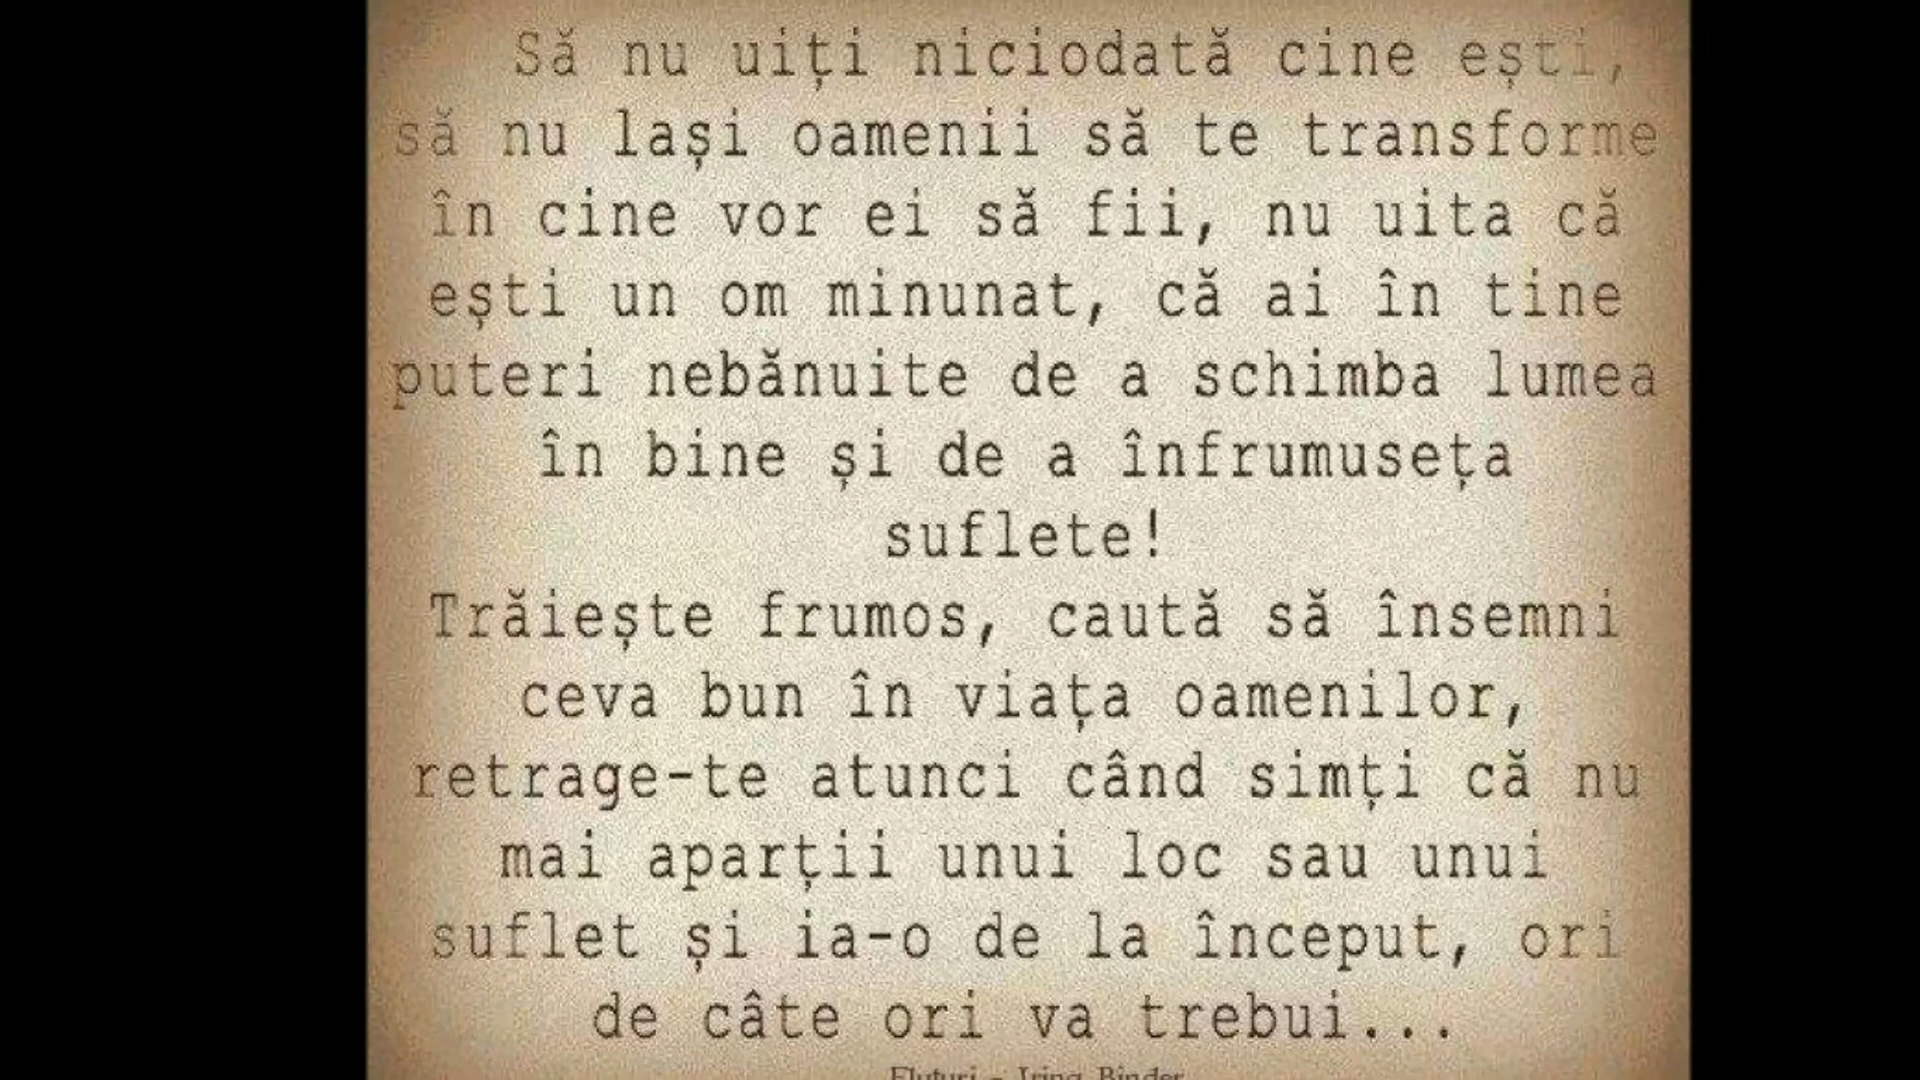 Să nu uiți niciodată cine ești,
să nu lași oamenii să te transforme
în cine vor ei să fii, nu uita că
ești un om minunat, că ai în tine
puteri nebănuite de a schimba lumea
în bine și de a înfrumuseța
suflete!
Trăiește frumos, caută să însemni
ceva bun în viața oamenilor,
retrage-te atunci când simți că nu
mai aparții unui loc sau unui
suflet și ia-o de la început, ori
de câte ori va trebui...
Fluturi - Irina Binder